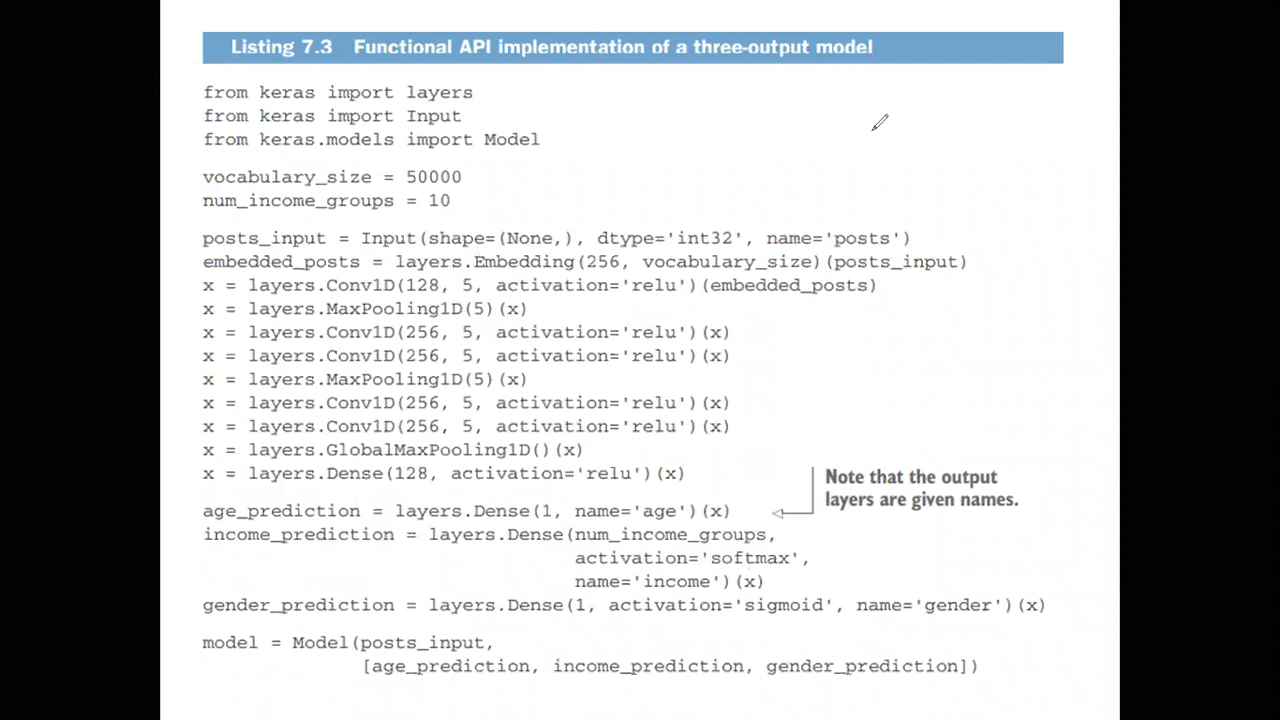 Listing 7.3 Functional API implementation of a three-output model
from keras import layers
from keras import Input
from keras.models import Model
vocabulary_size = 50000
num_income_groups = 10
posts_input = Input(shape=(None,), dtype='int32', name='posts')
embedded_posts = layers.Embedding(256, vocabulary_size)(posts_input)
x = layers.Conv1D(128, 5, activation='relu')(embedded_posts)
x = layers.MaxPooling1D(5)(x)
x = layers.Conv1D(256, 5, activation='relu')(x)
x = layers.Conv1D(256, 5, activation='relu')(x)
x = layers.MaxPooling1D(5)(x)
x = layers.Conv1D(256, 5, activation='relu')(x)
x = layers.Conv1D(256, 5, activation='relu')(x)
x = layers.GlobalMaxPooling1D()(x)
x = layers.Dense(128, activation='relu')(x)
Note that the output
layers are given names.
age_prediction = layers.Dense(1, name='age')(x)
income_prediction = layers.Dense(num_income_groups,
activation='softmax',
name='income')(x)
gender_prediction = layers.Dense(1, activation='sigmoid', name='gender')(x)
model = Model(posts_input,
[age_prediction, income_prediction, gender_prediction])